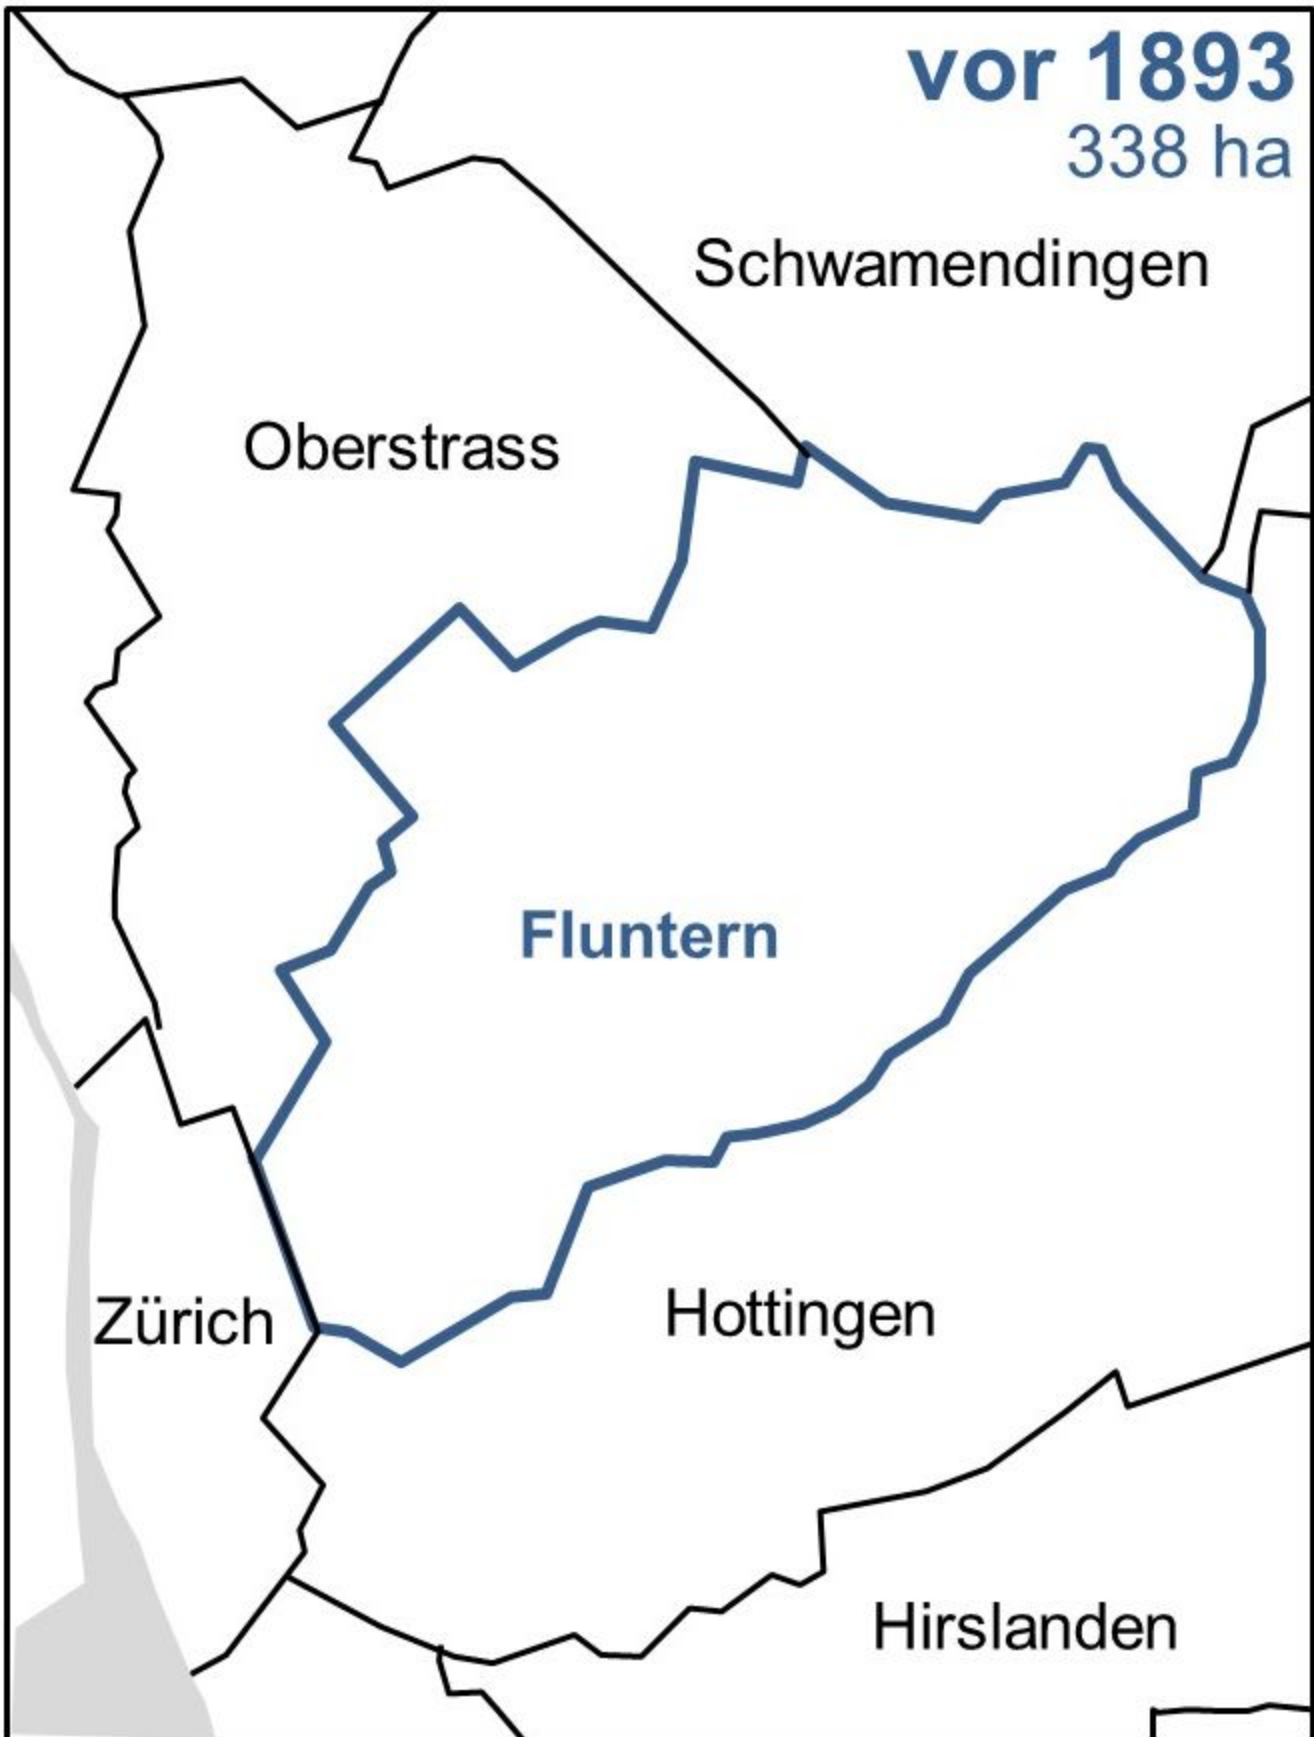 vor 1893
338 ha
Schwamendingen
Oberstrass
Fluntern
Zürich
Hottingen
Hirslanden